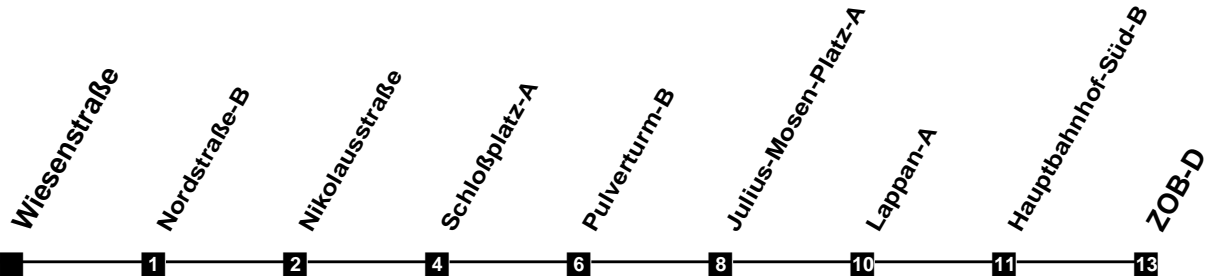 Wiesenstraße
Nordstraße-B
Nikolausstraße
Schloßplatz-A
Pulverturm-B
Julius-Mosen-Platz-A
Lappan-A
Hauptbahnhof-Süd-B
ZOB-D
1
2
4
6
8
10
11
13